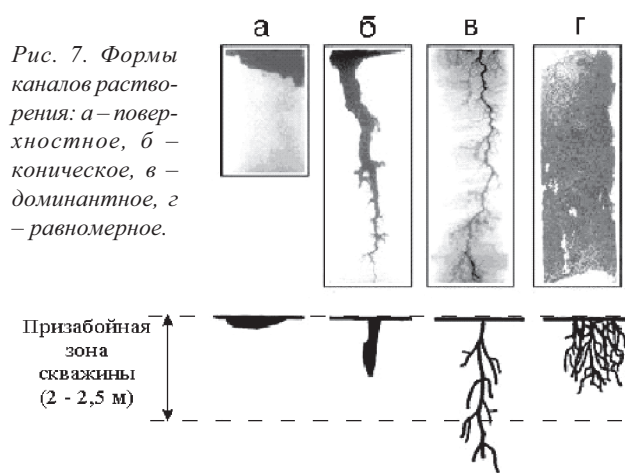 а б в г
Рис. 7. Формы
каналов раство-
рения: а – повер-
хностное, б –
коническое, в –
доминантное, г
– равномерное.
Призабойная
зона
скважины
(2 - 2,5 м)